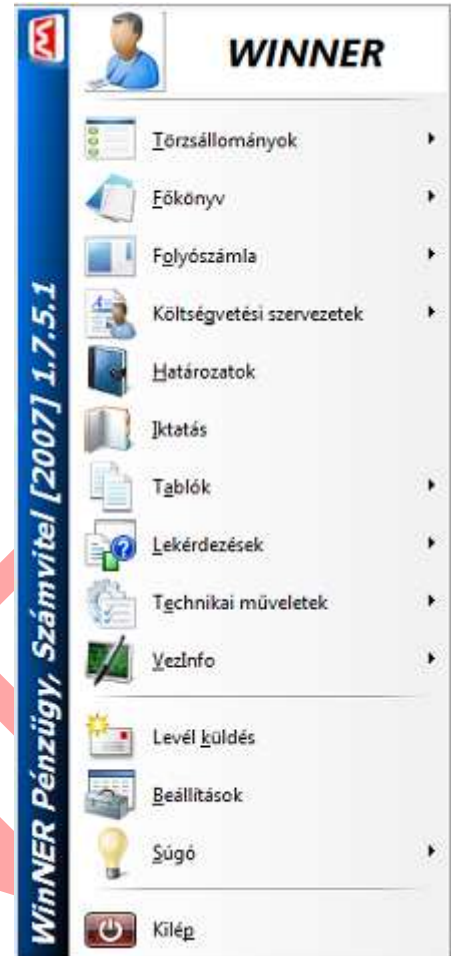 WINNER
Törzsállományok
Főkönyv
Folyószámla
Költségvetési szervezetek
Határozatok
Iktatás
Tablók
Lekérdezések
Technikai műveletek
VezInfo
Levél küldés
Beállítások
Súgó
Kilép
WinNER Pénzügy, Számvitel [2007] 1.7.5.1